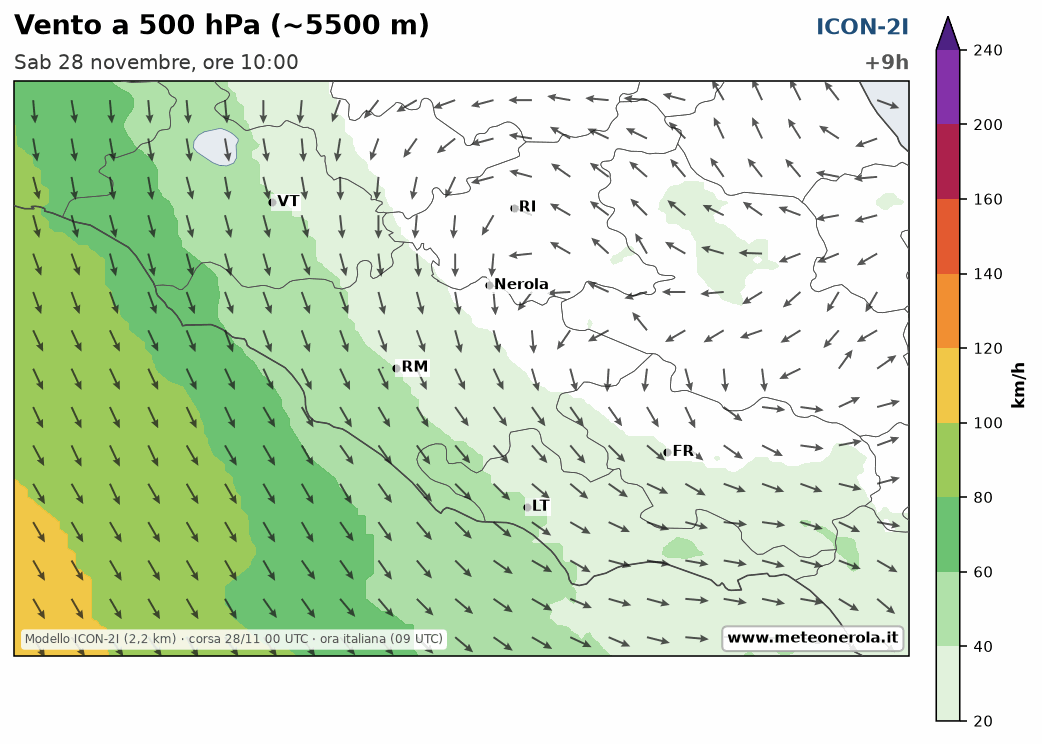 Vento a 500 hPa (~5500 m)
ICON-2I
Sab 28 novembre, ore 10:00
+9h
VT
RI
Nerola
RM
FR
LT
Modello ICON-2I (2,2 km) · corsa 28/11 00 UTC · ora italiana (09 UTC)
www.meteonerola.it
240
200
160
140
120
100
80
60
40
20
km/h